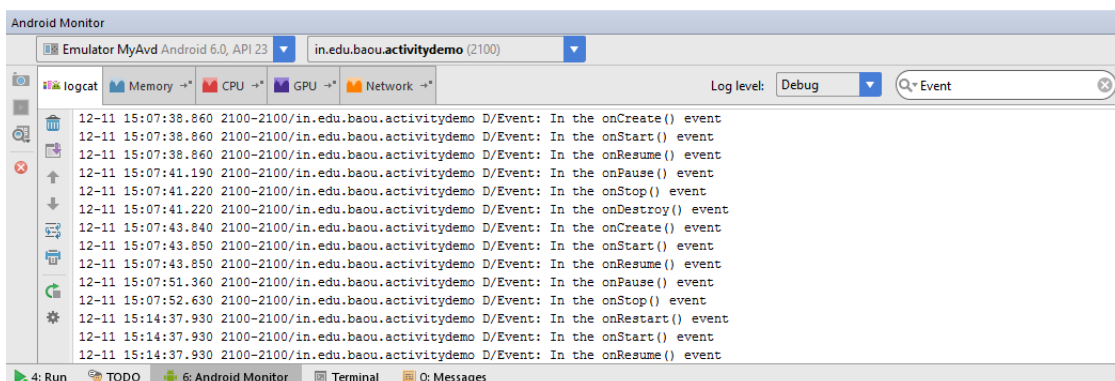 Android Monitor
Emulator MyAvd Android 6.0, API 23 in.edu.baou.activitydemo (2100)
logcat Memory CPU GPU Network Log level: Debug Event
12-11 15:07:38.860 2100-2100/in.edu.baou.activitydemo D/Event: In the onCreate() event
12-11 15:07:38.860 2100-2100/in.edu.baou.activitydemo D/Event: In the onStart() event
12-11 15:07:38.860 2100-2100/in.edu.baou.activitydemo D/Event: In the onResume() event
12-11 15:07:41.190 2100-2100/in.edu.baou.activitydemo D/Event: In the onPause() event
12-11 15:07:41.220 2100-2100/in.edu.baou.activitydemo D/Event: In the onStop() event
12-11 15:07:41.220 2100-2100/in.edu.baou.activitydemo D/Event: In the onDestroy() event
12-11 15:07:43.840 2100-2100/in.edu.baou.activitydemo D/Event: In the onCreate() event
12-11 15:07:43.850 2100-2100/in.edu.baou.activitydemo D/Event: In the onStart() event
12-11 15:07:43.850 2100-2100/in.edu.baou.activitydemo D/Event: In the onResume() event
12-11 15:07:51.360 2100-2100/in.edu.baou.activitydemo D/Event: In the onPause() event
12-11 15:07:52.630 2100-2100/in.edu.baou.activitydemo D/Event: In the onStop() event
12-11 15:14:37.930 2100-2100/in.edu.baou.activitydemo D/Event: In the onRestart() event
12-11 15:14:37.930 2100-2100/in.edu.baou.activitydemo D/Event: In the onStart() event
12-11 15:14:37.930 2100-2100/in.edu.baou.activitydemo D/Event: In the onResume() event
4: Run TODO 6: Android Monitor Terminal 0: Messages